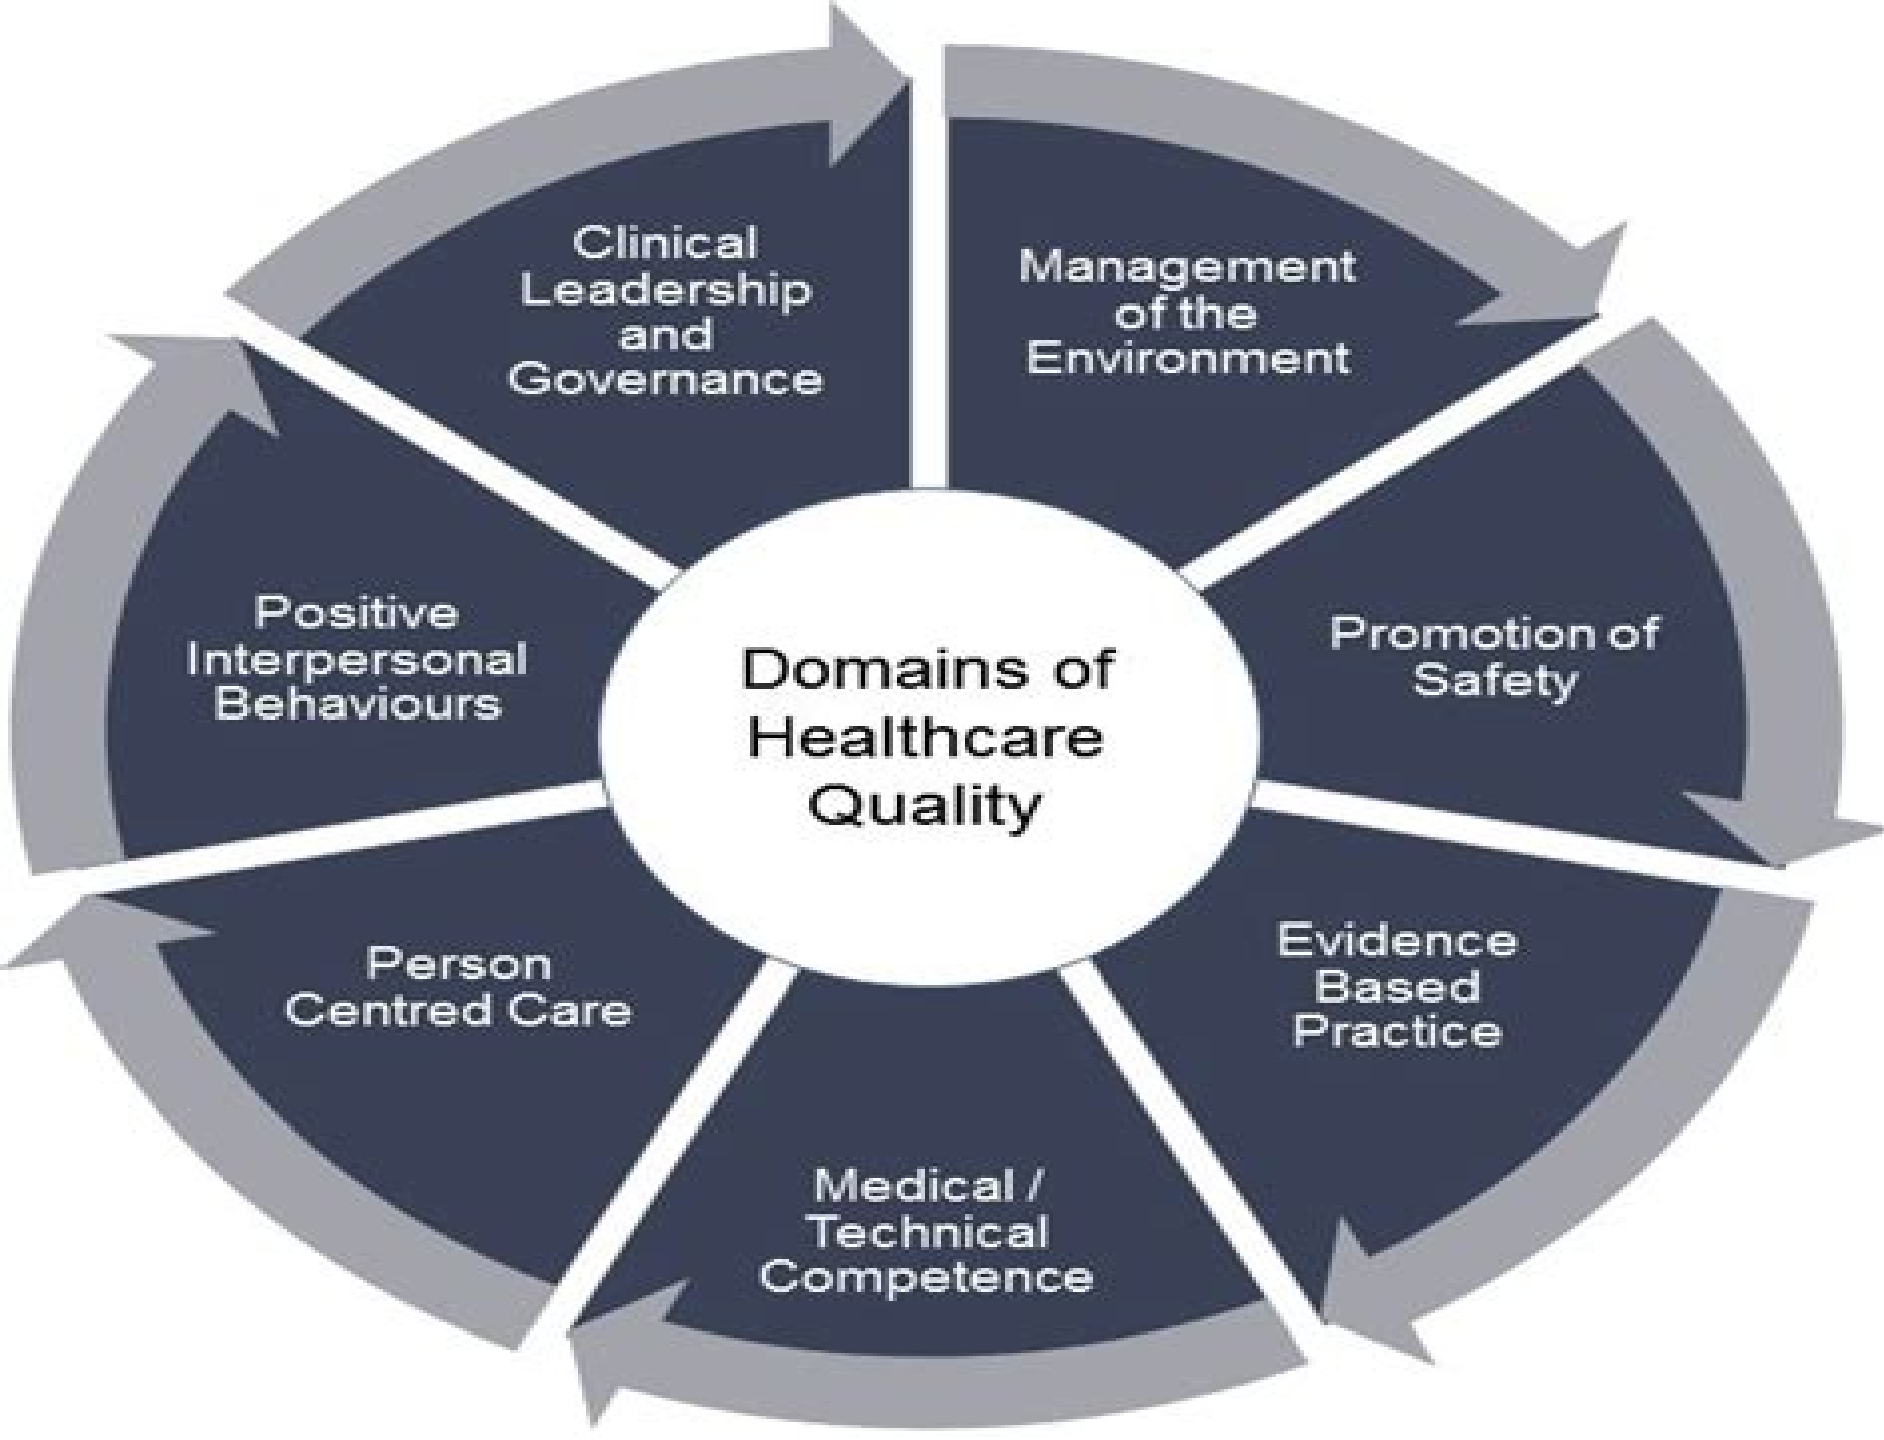 Clinical
Leadership
and
Governance
Management
of the
Environment
Positive
Interpersonal
Behaviours
Domains of
Healthcare
Quality
Promotion of
Safety
Person
Centred Care
Evidence
Based
Practice
Medical /
Technical
Competence